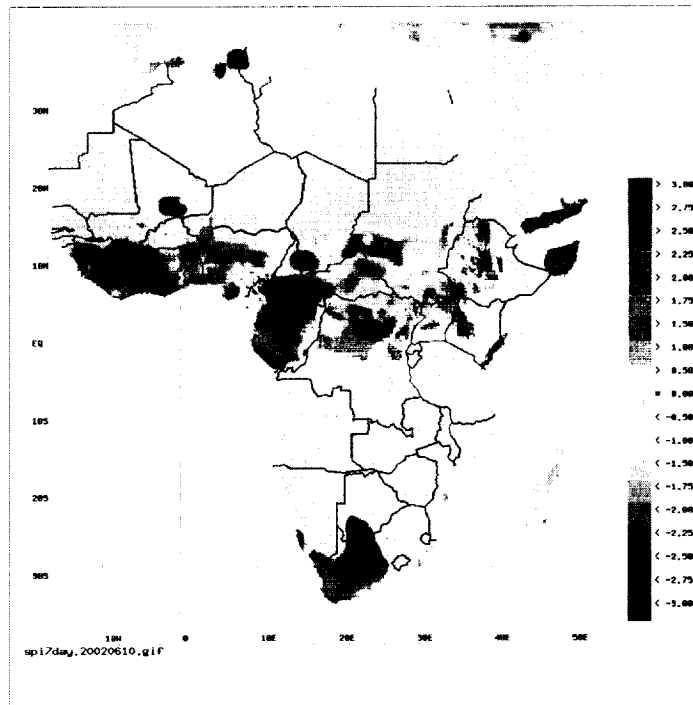 30N
20N
10N
EQ
10S
20S
30S
10W
0
10E
20E
30E
40E
50E
> 3.00
> 2.75
> 2.50
> 2.25
> 2.00
> 1.75
> 1.50
> 1.00
> 0.50
= 0.00
< -0.50
< -1.00
< -1.50
< -1.75
< -2.00
< -2.25
< -2.50
< -2.75
< -3.00
spi7day.20020610.gif